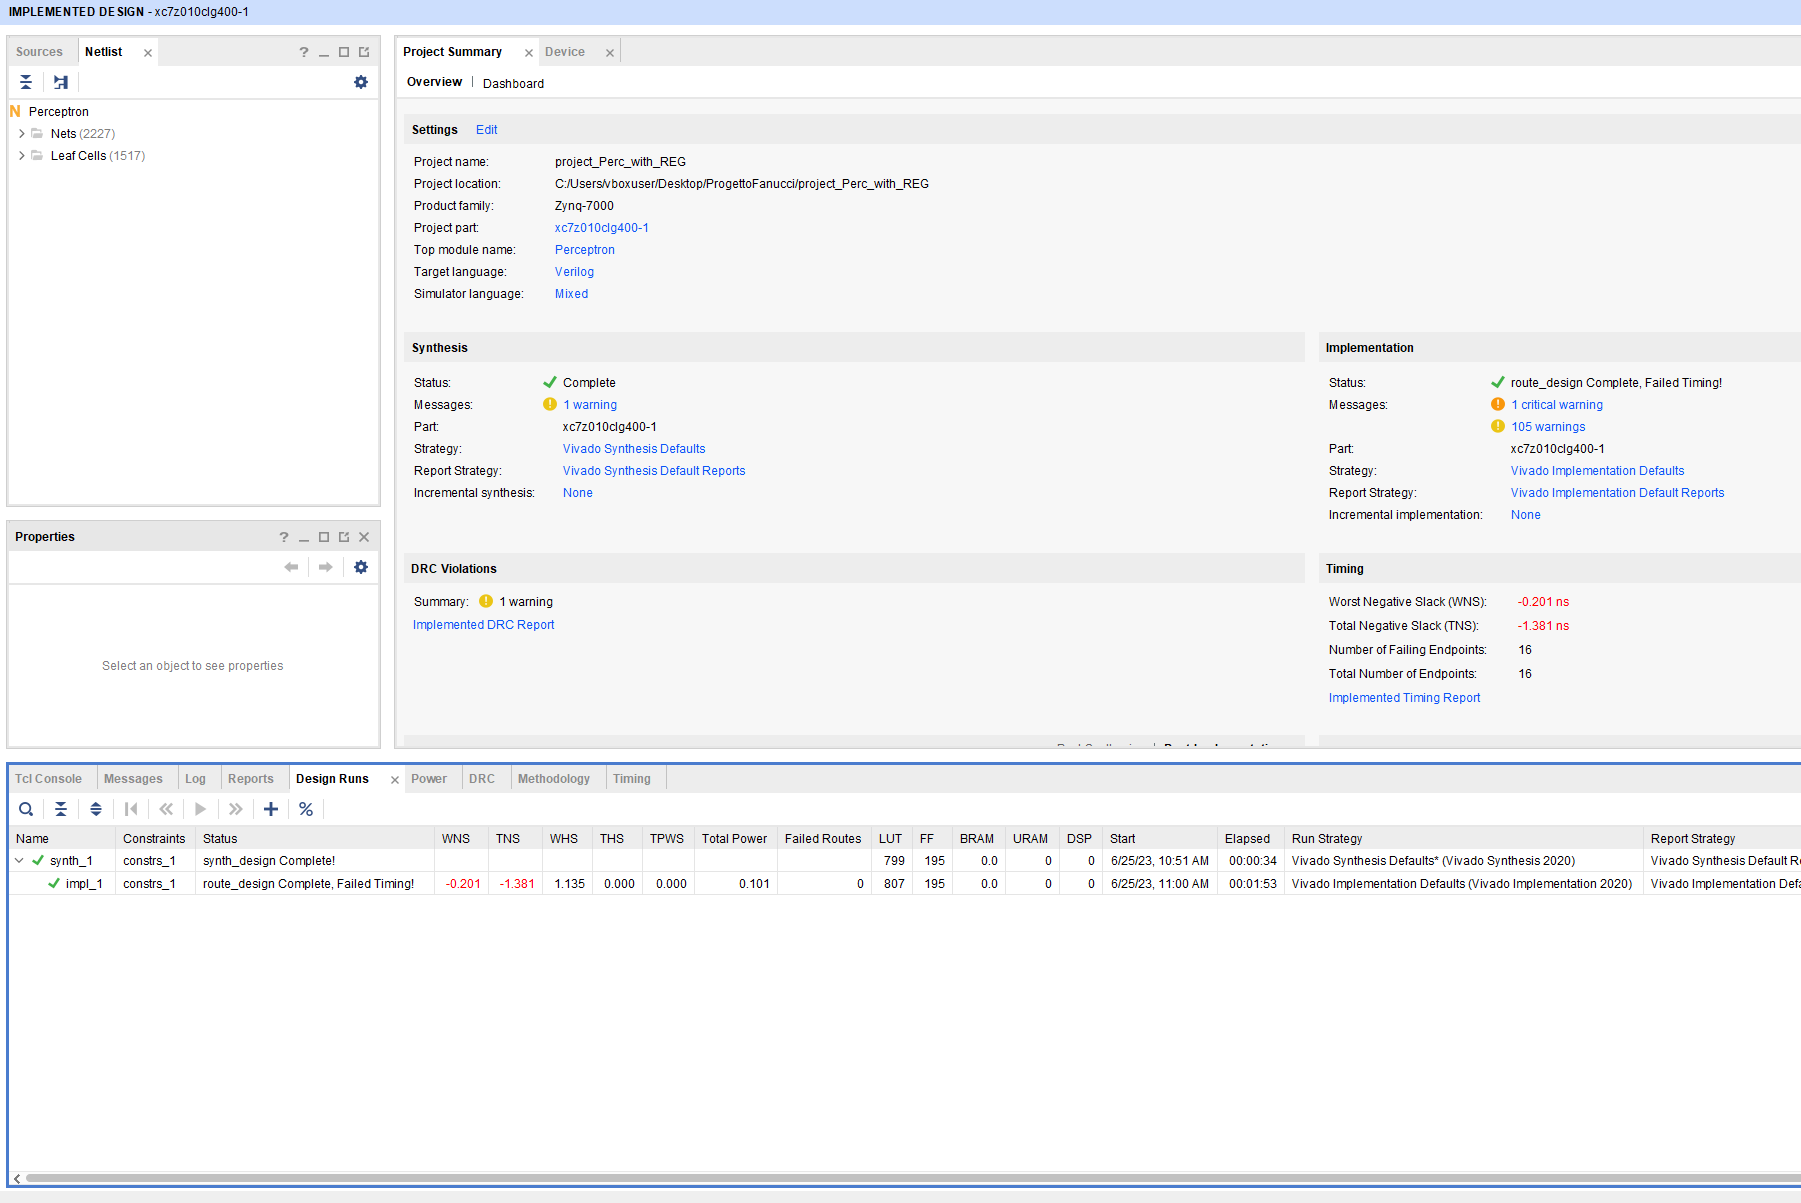 IMPLEMENTED DESIGN - xc7z010clg400-1
Sources Netlist
Perceptron
Nets (2227)
Leaf Cells (1517)
Properties
Select an object to see properties
Project Summary Device
Overview | Dashboard
Settings Edit
Project name: project_Perc_with_REG
Project location: C:/Users/vboxuser/Desktop/ProgettoFanucci/project_Perc_with_REG
Product family: Zynq-7000
Project part: xc7z010clg400-1
Top module name: Perceptron
Target language: Verilog
Simulator language: Mixed
Synthesis
Status: Complete
Messages: 1 warning
Part: xc7z010clg400-1
Strategy: Vivado Synthesis Defaults
Report Strategy: Vivado Synthesis Default Reports
Incremental synthesis: None
Implementation
Status: route_design Complete, Failed Timing!
Messages: 1 critical warning
105 warnings
Part: xc7z010clg400-1
Strategy: Vivado Implementation Defaults
Report Strategy: Vivado Implementation Default Reports
Incremental implementation: None
DRC Violations
Summary: 1 warning
Implemented DRC Report
Timing
Worst Negative Slack (WNS): -0.201 ns
Total Negative Slack (TNS): -1.381 ns
Number of Failing Endpoints: 16
Total Number of Endpoints: 16
Implemented Timing Report
Tcl Console Messages Log Reports Design Runs Power DRC Methodology Timing
Name Constraints Status WNS TNS WHS THS TPWS Total Power Failed Routes LUT FF BRAM URAM DSP Start Elapsed Run Strategy Report Strategy
synth_1 constrs_1 synth_design Complete! 799 195 0.0 0 0 6/25/23, 10:51 AM 00:00:34 Vivado Synthesis Defaults* (Vivado Synthesis 2020) Vivado Synthesis Default R
impl_1 constrs_1 route_design Complete, Failed Timing! -0.201 -1.381 1.135 0.000 0.000 0.101 0 807 195 0.0 0 0 6/25/23, 11:00 AM 00:01:53 Vivado Implementation Defaults (Vivado Implementation 2020) Vivado Implementation Defa